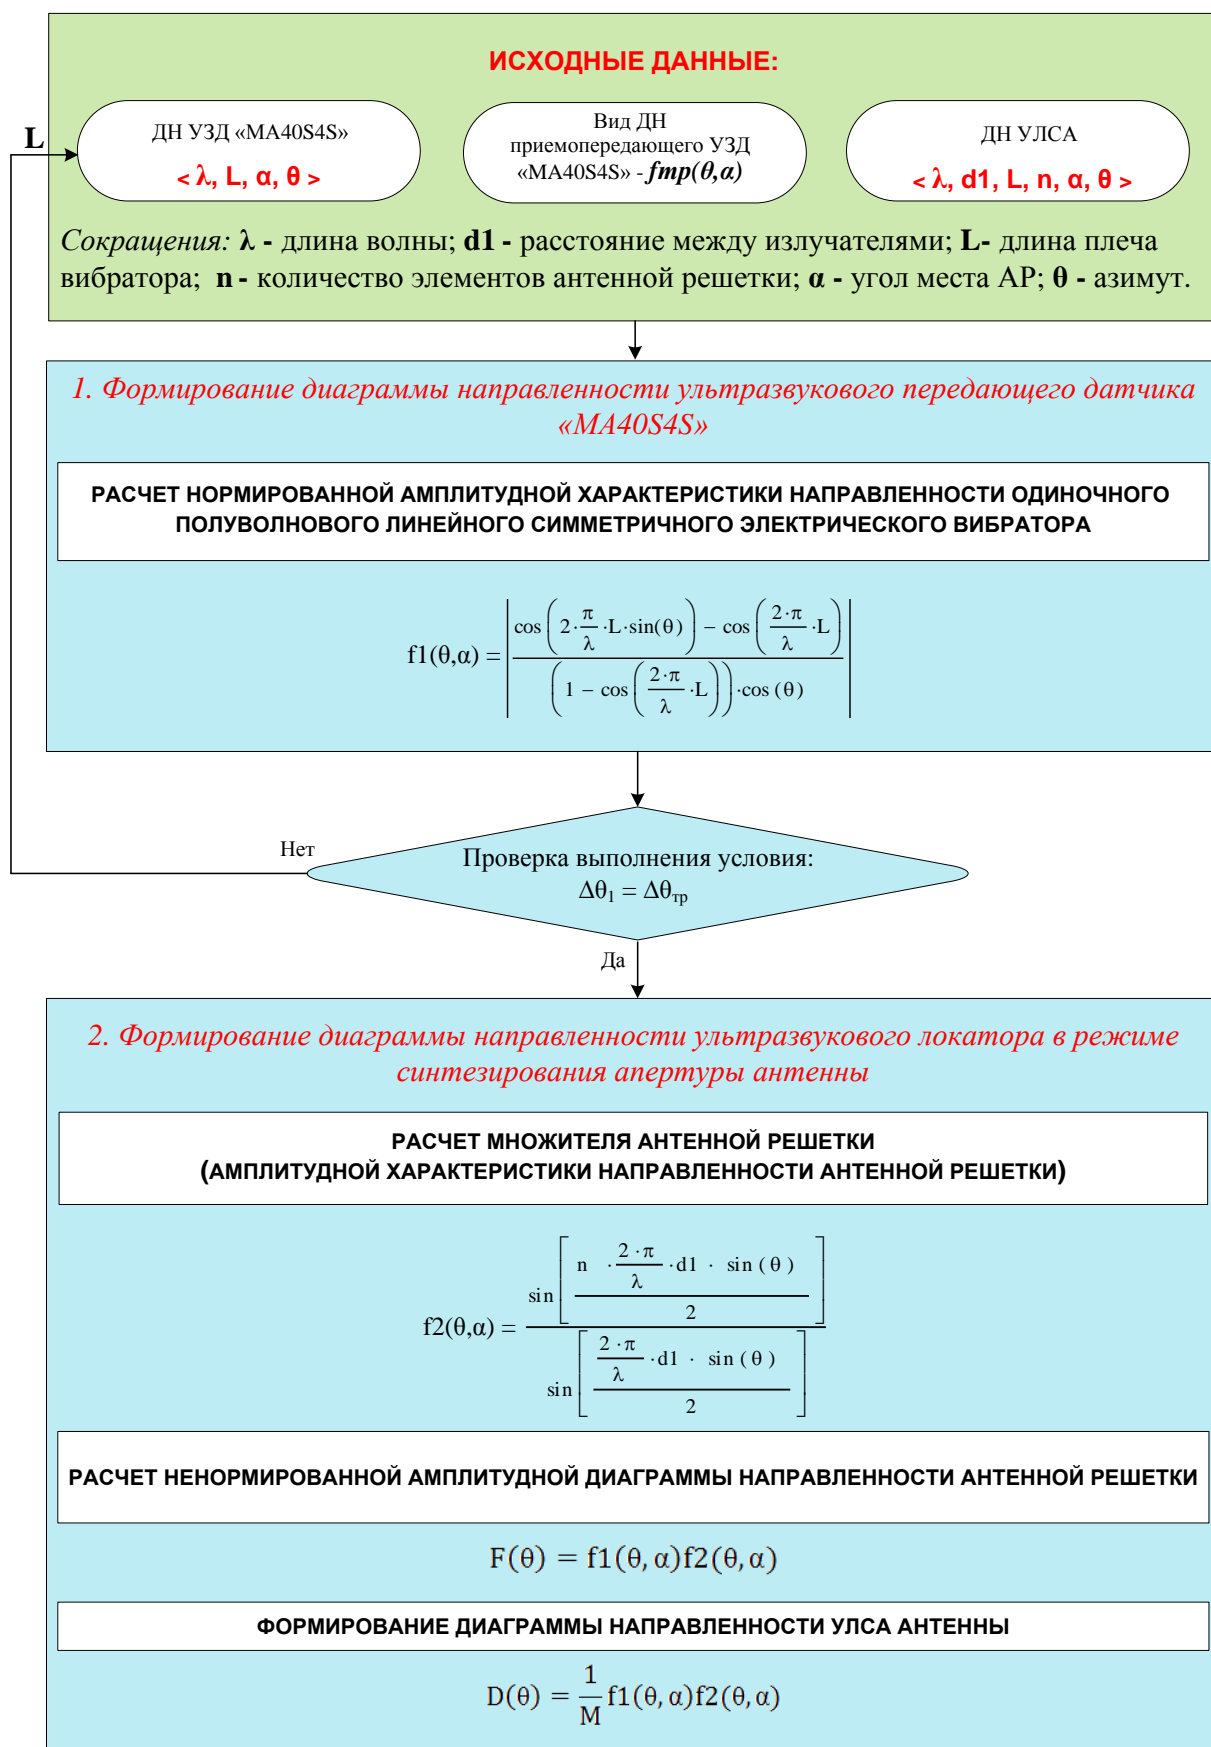 ИСХОДНЫЕ ДАННЫЕ:
L
ДН УЗД «MA40S4S»
< λ, L, α, θ >
Вид ДН
приемопередающего УЗД
«MA40S4S» - fmp(θ,α)
ДН УЛСА
< λ, d1, L, n, α, θ >
Сокращения: λ - длина волны; d1 - расстояние между излучателями; L- длина плеча
вибратора; n - количество элементов антенной решетки; α - угол места АР; θ - азимут.
1. Формирование диаграммы направленности ультразвукового передающего датчика
«MA40S4S»
РАСЧЕТ НОРМИРОВАННОЙ АМПЛИТУДНОЙ ХАРАКТЕРИСТИКИ НАПРАВЛЕННОСТИ ОДИНОЧНОГО
ПОЛУВОЛНОВОГО ЛИНЕЙНОГО СИММЕТРИЧНОГО ЭЛЕКТРИЧЕСКОГО ВИБРАТОРА
f1(θ,α) = |(cos(2·π/λ·L·sin(θ)) − cos(2·π/λ·L)) / ((1 − cos(2·π/λ·L))·cos(θ))|
Нет
Проверка выполнения условия:
Δθ₁ = Δθтр
Да
2. Формирование диаграммы направленности ультразвукового локатора в режиме
синтезирования апертуры антенны
РАСЧЕТ МНОЖИТЕЛЯ АНТЕННОЙ РЕШЕТКИ
(АМПЛИТУДНОЙ ХАРАКТЕРИСТИКИ НАПРАВЛЕННОСТИ АНТЕННОЙ РЕШЕТКИ)
f2(θ,α) = sin[(n·2·π/λ·d1·sin(θ))/2] / sin[(2·π/λ·d1·sin(θ))/2]
РАСЧЕТ НЕНОРМИРОВАННОЙ АМПЛИТУДНОЙ ДИАГРАММЫ НАПРАВЛЕННОСТИ АНТЕННОЙ РЕШЕТКИ
F(θ) = f1(θ, α)f2(θ, α)
ФОРМИРОВАНИЕ ДИАГРАММЫ НАПРАВЛЕННОСТИ УЛСА АНТЕННЫ
D(θ) = 1/M f1(θ, α)f2(θ, α)